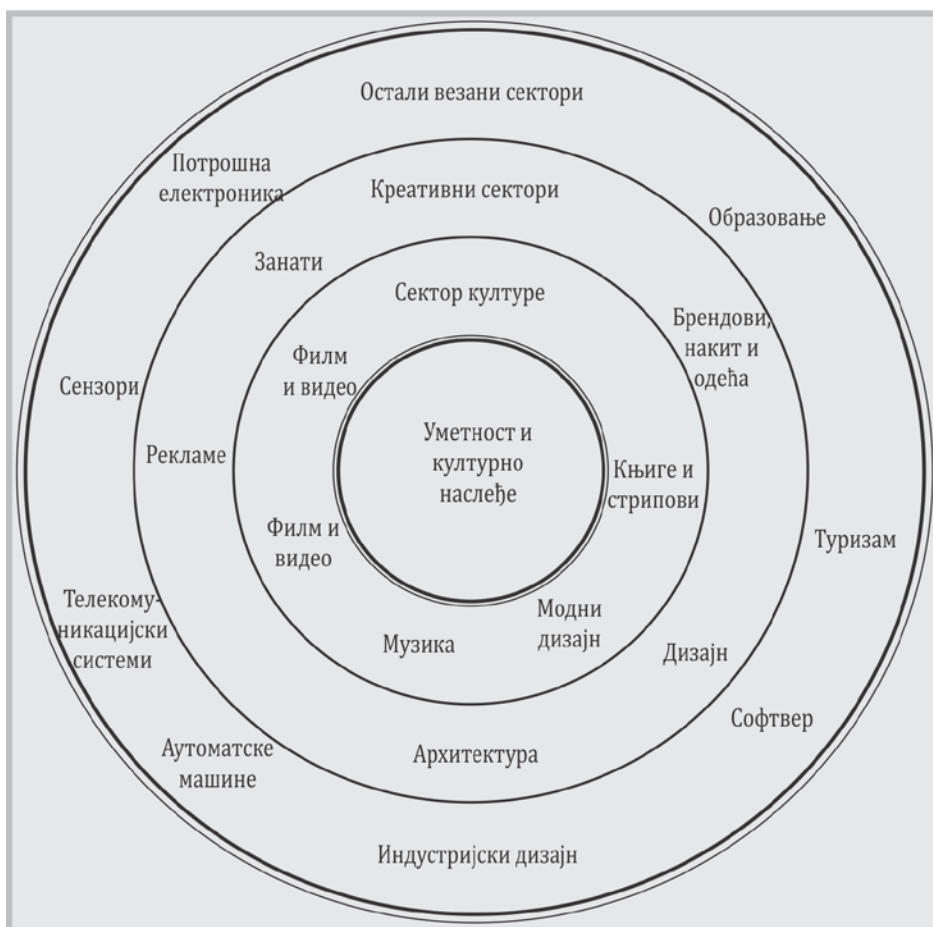 Остали везани сектори
Потрошна
електроника
Креативни сектори
Образовање
Занати
Сектор културе
Брендови,
накит и
одећа
Филм
и видео
Сензори
Рекламе
Уметност и
културно
наслеђе
Књиге и
стрипови
Филм и
видео
Туризам
Телекому-
никацијски
системи
Музика
Модни
дизајн
Дизајн
Софтвер
Аутоматске
машине
Архитектура
Индустријски дизајн